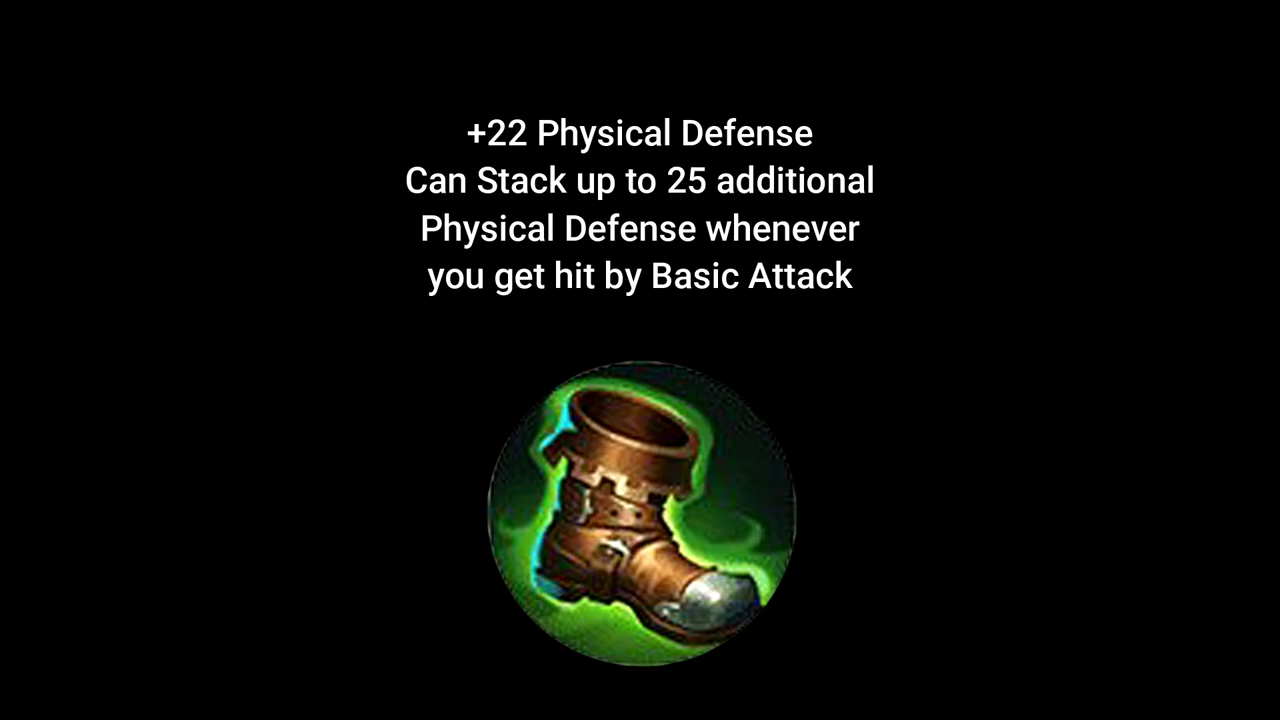 +22 Physical Defense
Can Stack up to 25 additional
Physical Defense whenever
you get hit by Basic Attack